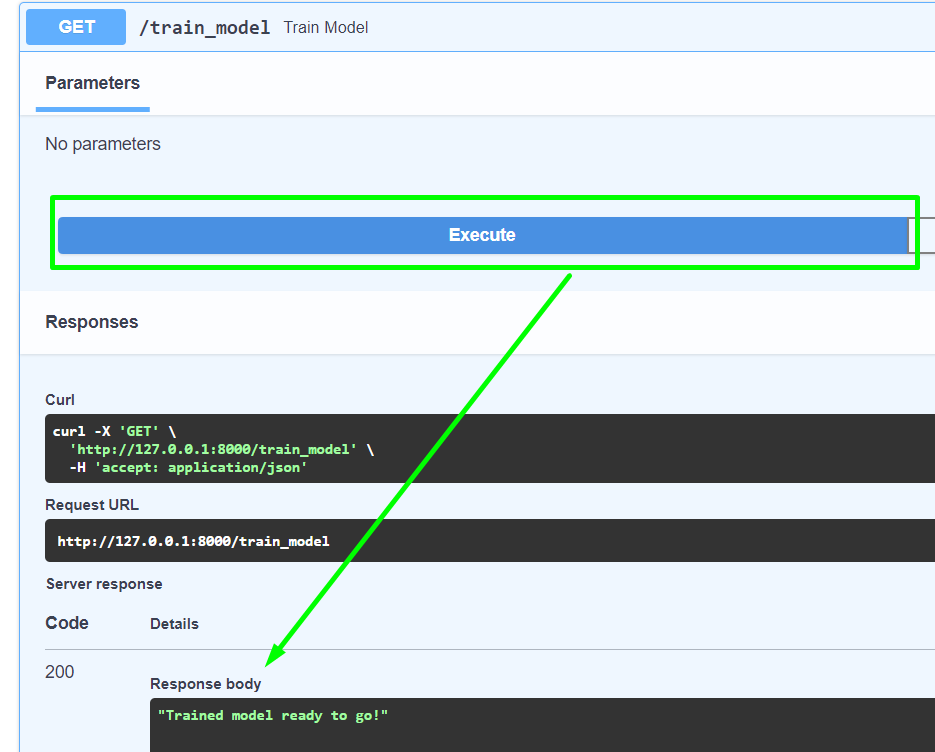 GET /train_model Train Model
Parameters
No parameters
Execute
Responses
Curl
curl -X 'GET' \
'http://127.0.0.1:8000/train_model' \
-H 'accept: application/json'
Request URL
http://127.0.0.1:8000/train_model
Server response
Code Details
200
Response body
"Trained model ready to go!"